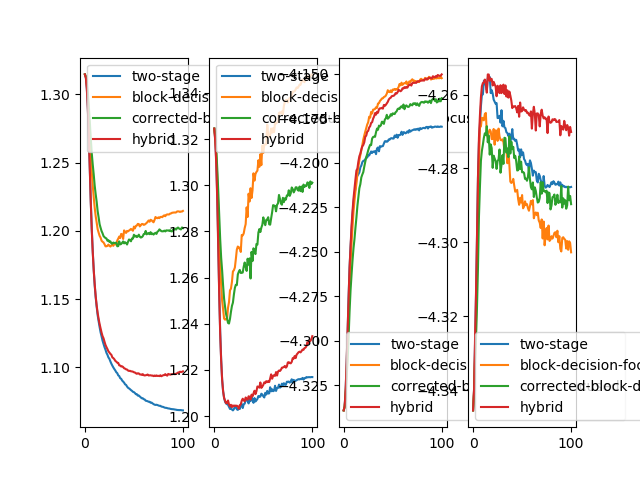 two-stage
block-decis
corrected-b
hybrid
1.30
1.25
1.20
1.15
1.10
0
100
two-stage
block-decis
corrected-b
hybrid
1.34
1.32
1.30
1.28
1.26
1.24
1.22
1.20
0
100
−4.150
−4.175
−4.200
−4.225
−4.250
−4.275
−4.300
−4.325
two-stage
block-decis
corrected-b
hybrid
0
100
−4.26
−4.28
−4.30
−4.32
−4.34
two-stage
block-decision-foc
corrected-block-d
hybrid
0
100